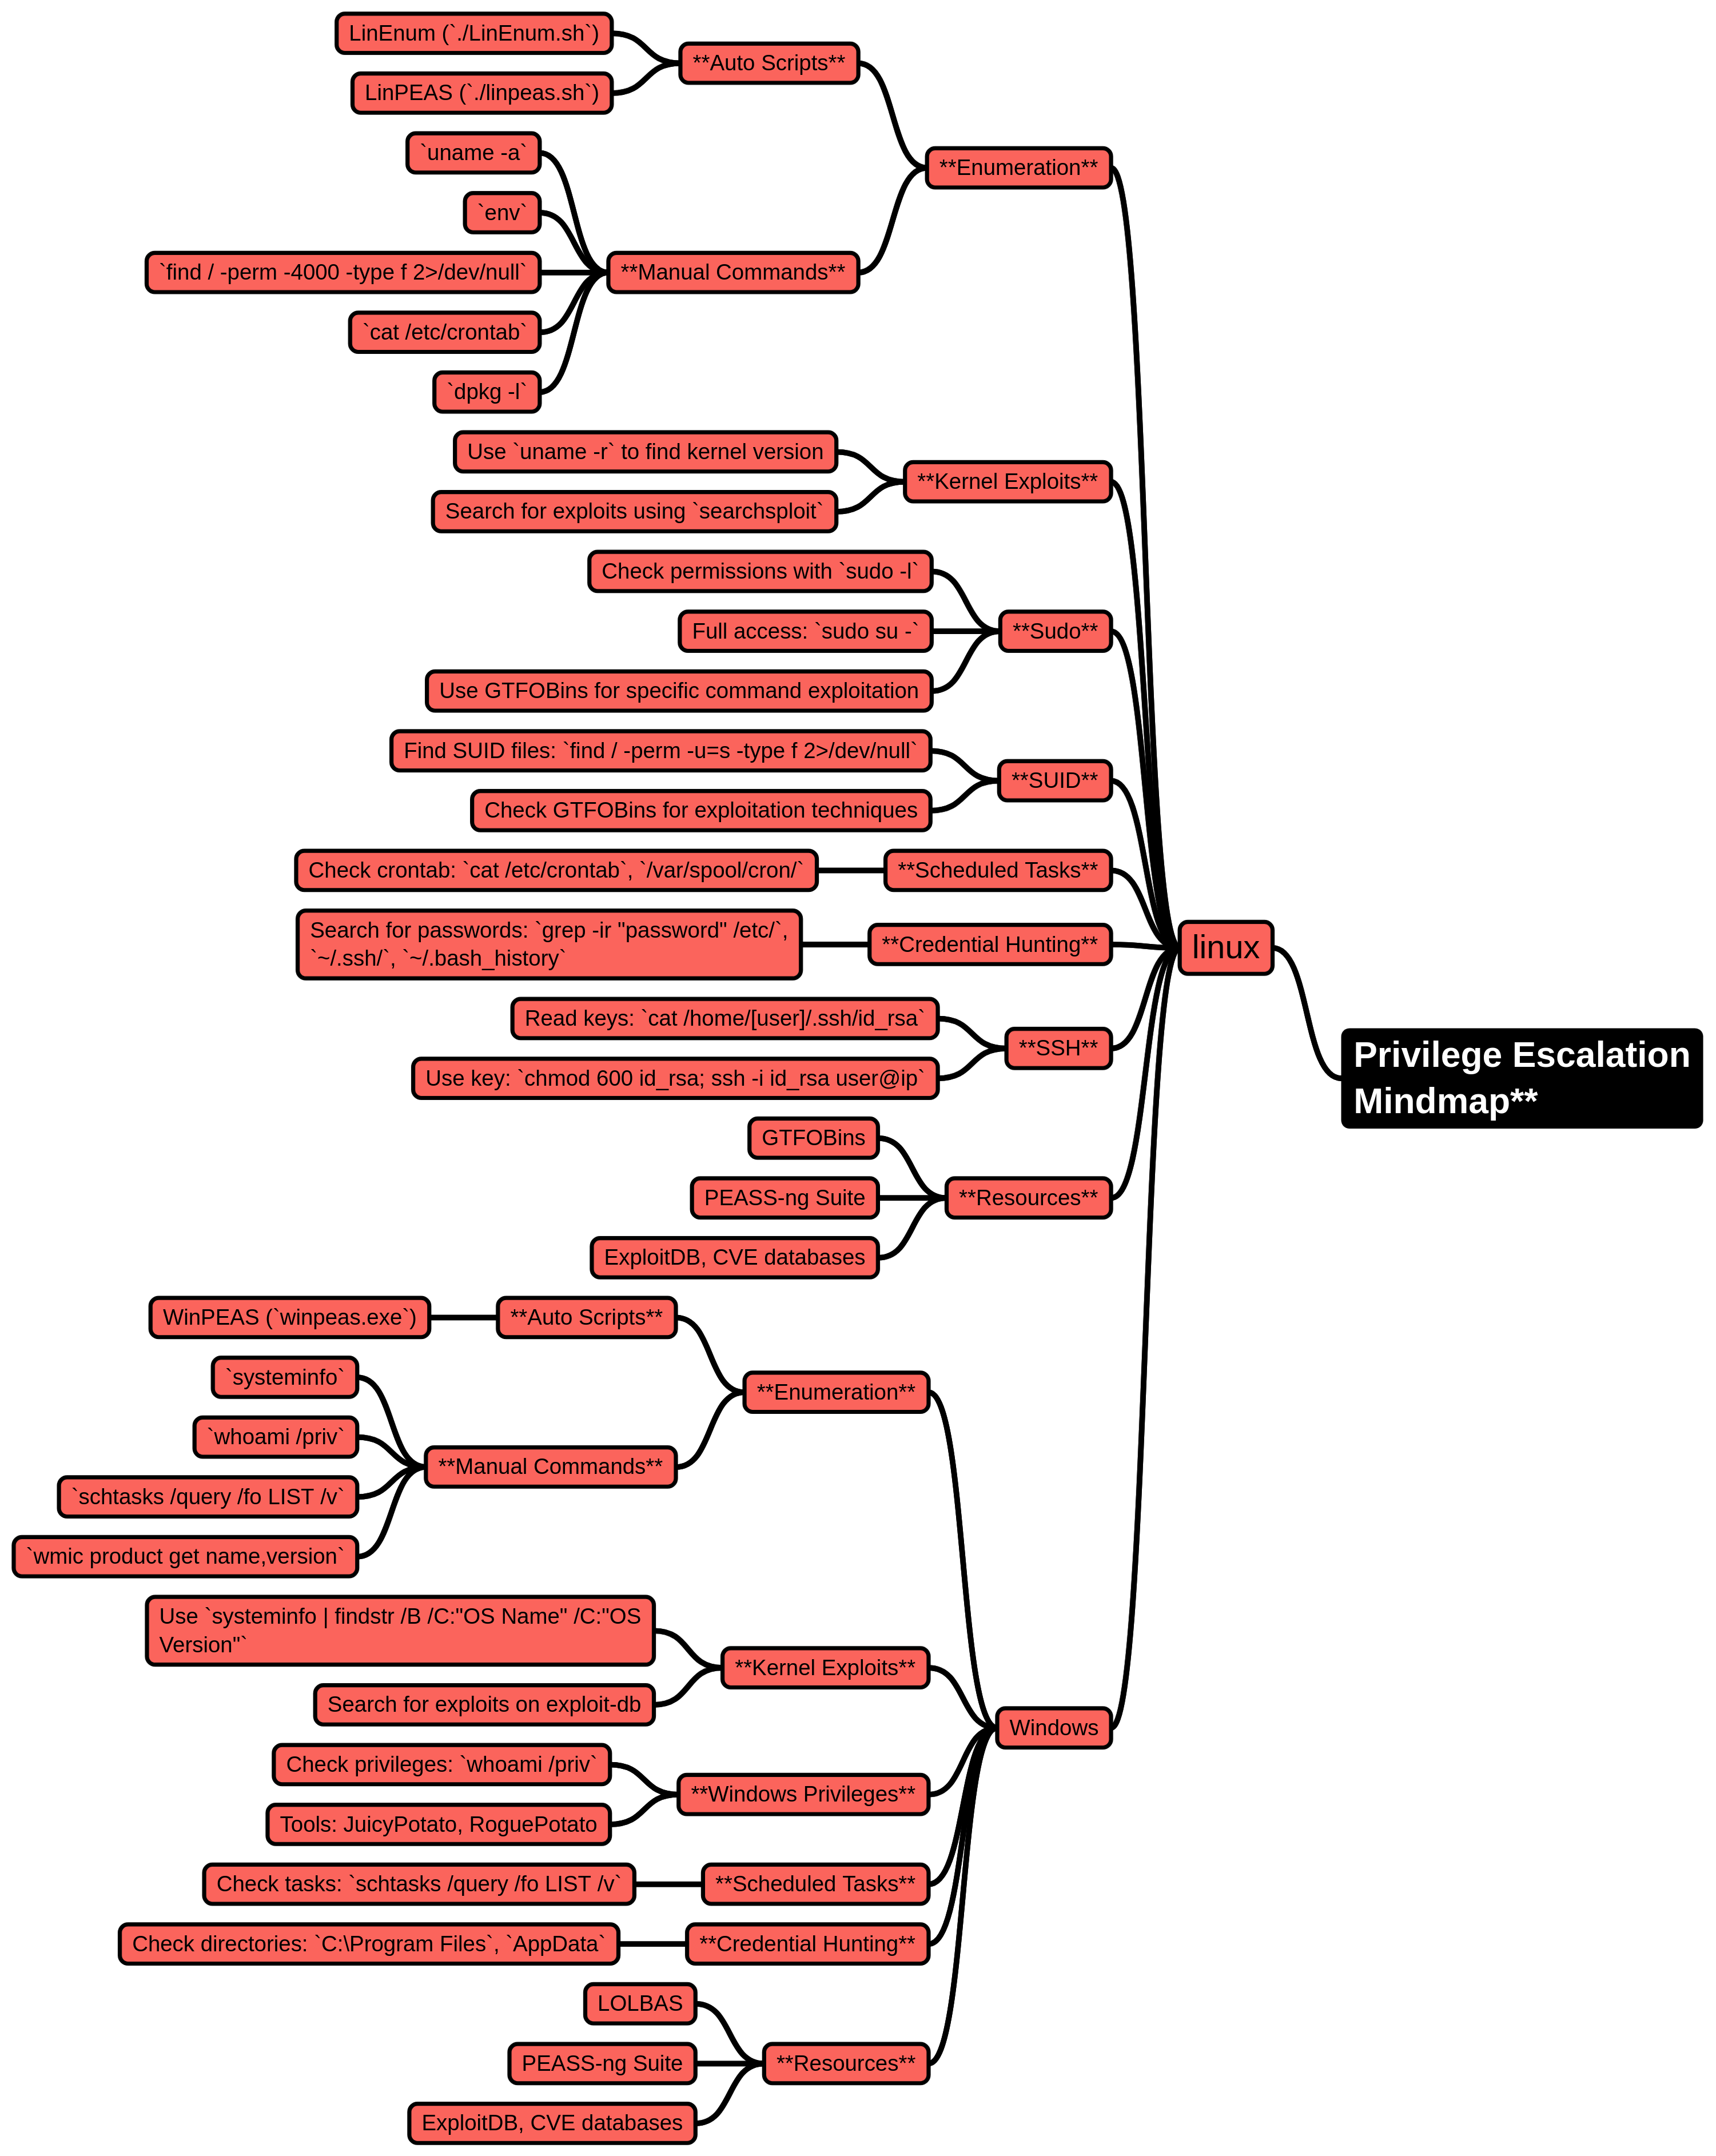 Privilege Escalation
Mindmap**
linux
**Enumeration**
**Auto Scripts**
LinEnum (`./LinEnum.sh`)
LinPEAS (`./linpeas.sh`)
**Manual Commands**
`uname -a`
`env`
`find / -perm -4000 -type f 2>/dev/null`
`cat /etc/crontab`
`dpkg -l`
**Kernel Exploits**
Use `uname -r` to find kernel version
Search for exploits using `searchsploit`
**Sudo**
Check permissions with `sudo -l`
Full access: `sudo su -`
Use GTFOBins for specific command exploitation
**SUID**
Find SUID files: `find / -perm -u=s -type f 2>/dev/null`
Check GTFOBins for exploitation techniques
**Scheduled Tasks**
Check crontab: `cat /etc/crontab`, `/var/spool/cron/`
**Credential Hunting**
Search for passwords: `grep -ir "password" /etc/`,
`~/.ssh/`, `~/.bash_history`
**SSH**
Read keys: `cat /home/[user]/.ssh/id_rsa`
Use key: `chmod 600 id_rsa; ssh -i id_rsa user@ip`
**Resources**
GTFOBins
PEASS-ng Suite
ExploitDB, CVE databases
Windows
**Enumeration**
**Auto Scripts**
WinPEAS (`winpeas.exe`)
**Manual Commands**
`systeminfo`
`whoami /priv`
`schtasks /query /fo LIST /v`
`wmic product get name,version`
**Kernel Exploits**
Use `systeminfo | findstr /B /C:"OS Name" /C:"OS
Version"`
Search for exploits on exploit-db
**Windows Privileges**
Check privileges: `whoami /priv`
Tools: JuicyPotato, RoguePotato
**Scheduled Tasks**
Check tasks: `schtasks /query /fo LIST /v`
**Credential Hunting**
Check directories: `C:\Program Files`, `AppData`
**Resources**
LOLBAS
PEASS-ng Suite
ExploitDB, CVE databases